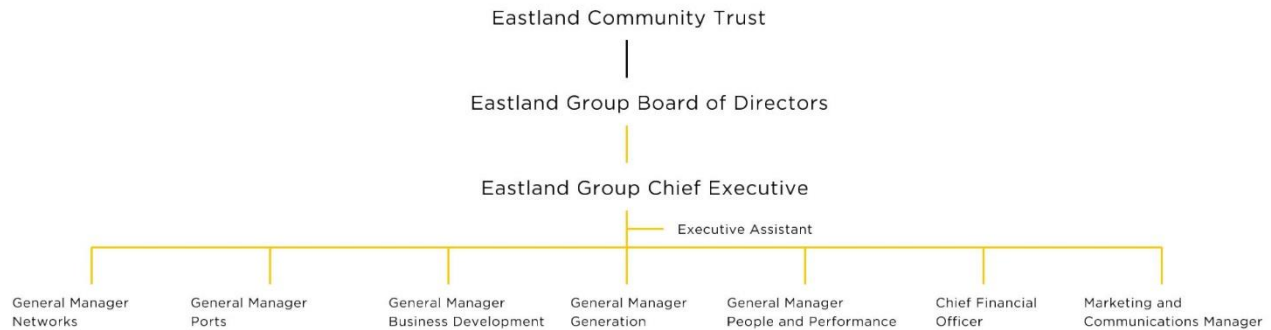 Eastland Community Trust
Eastland Group Board of Directors
Eastland Group Chief Executive
Executive Assistant
General Manager
Networks
General Manager
Ports
General Manager
Business Development
General Manager
Generation
General Manager
People and Performance
Chief Financial
Officer
Marketing and
Communications Manager